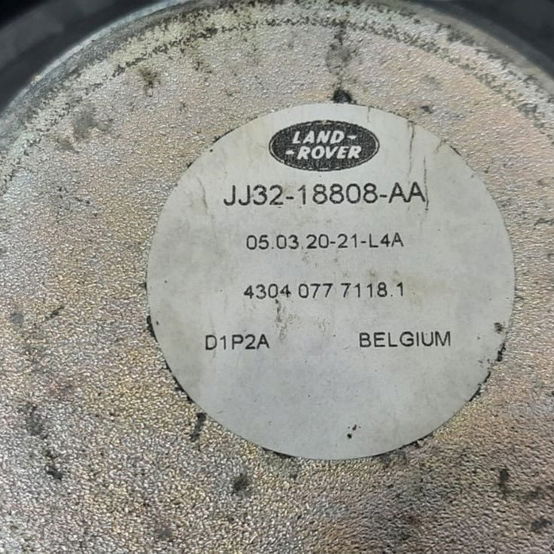 LAND-
-ROVER
JJ32-18808-AA
05.03.20-21-L4A
4304 077 7118.1
D1P2A BELGIUM